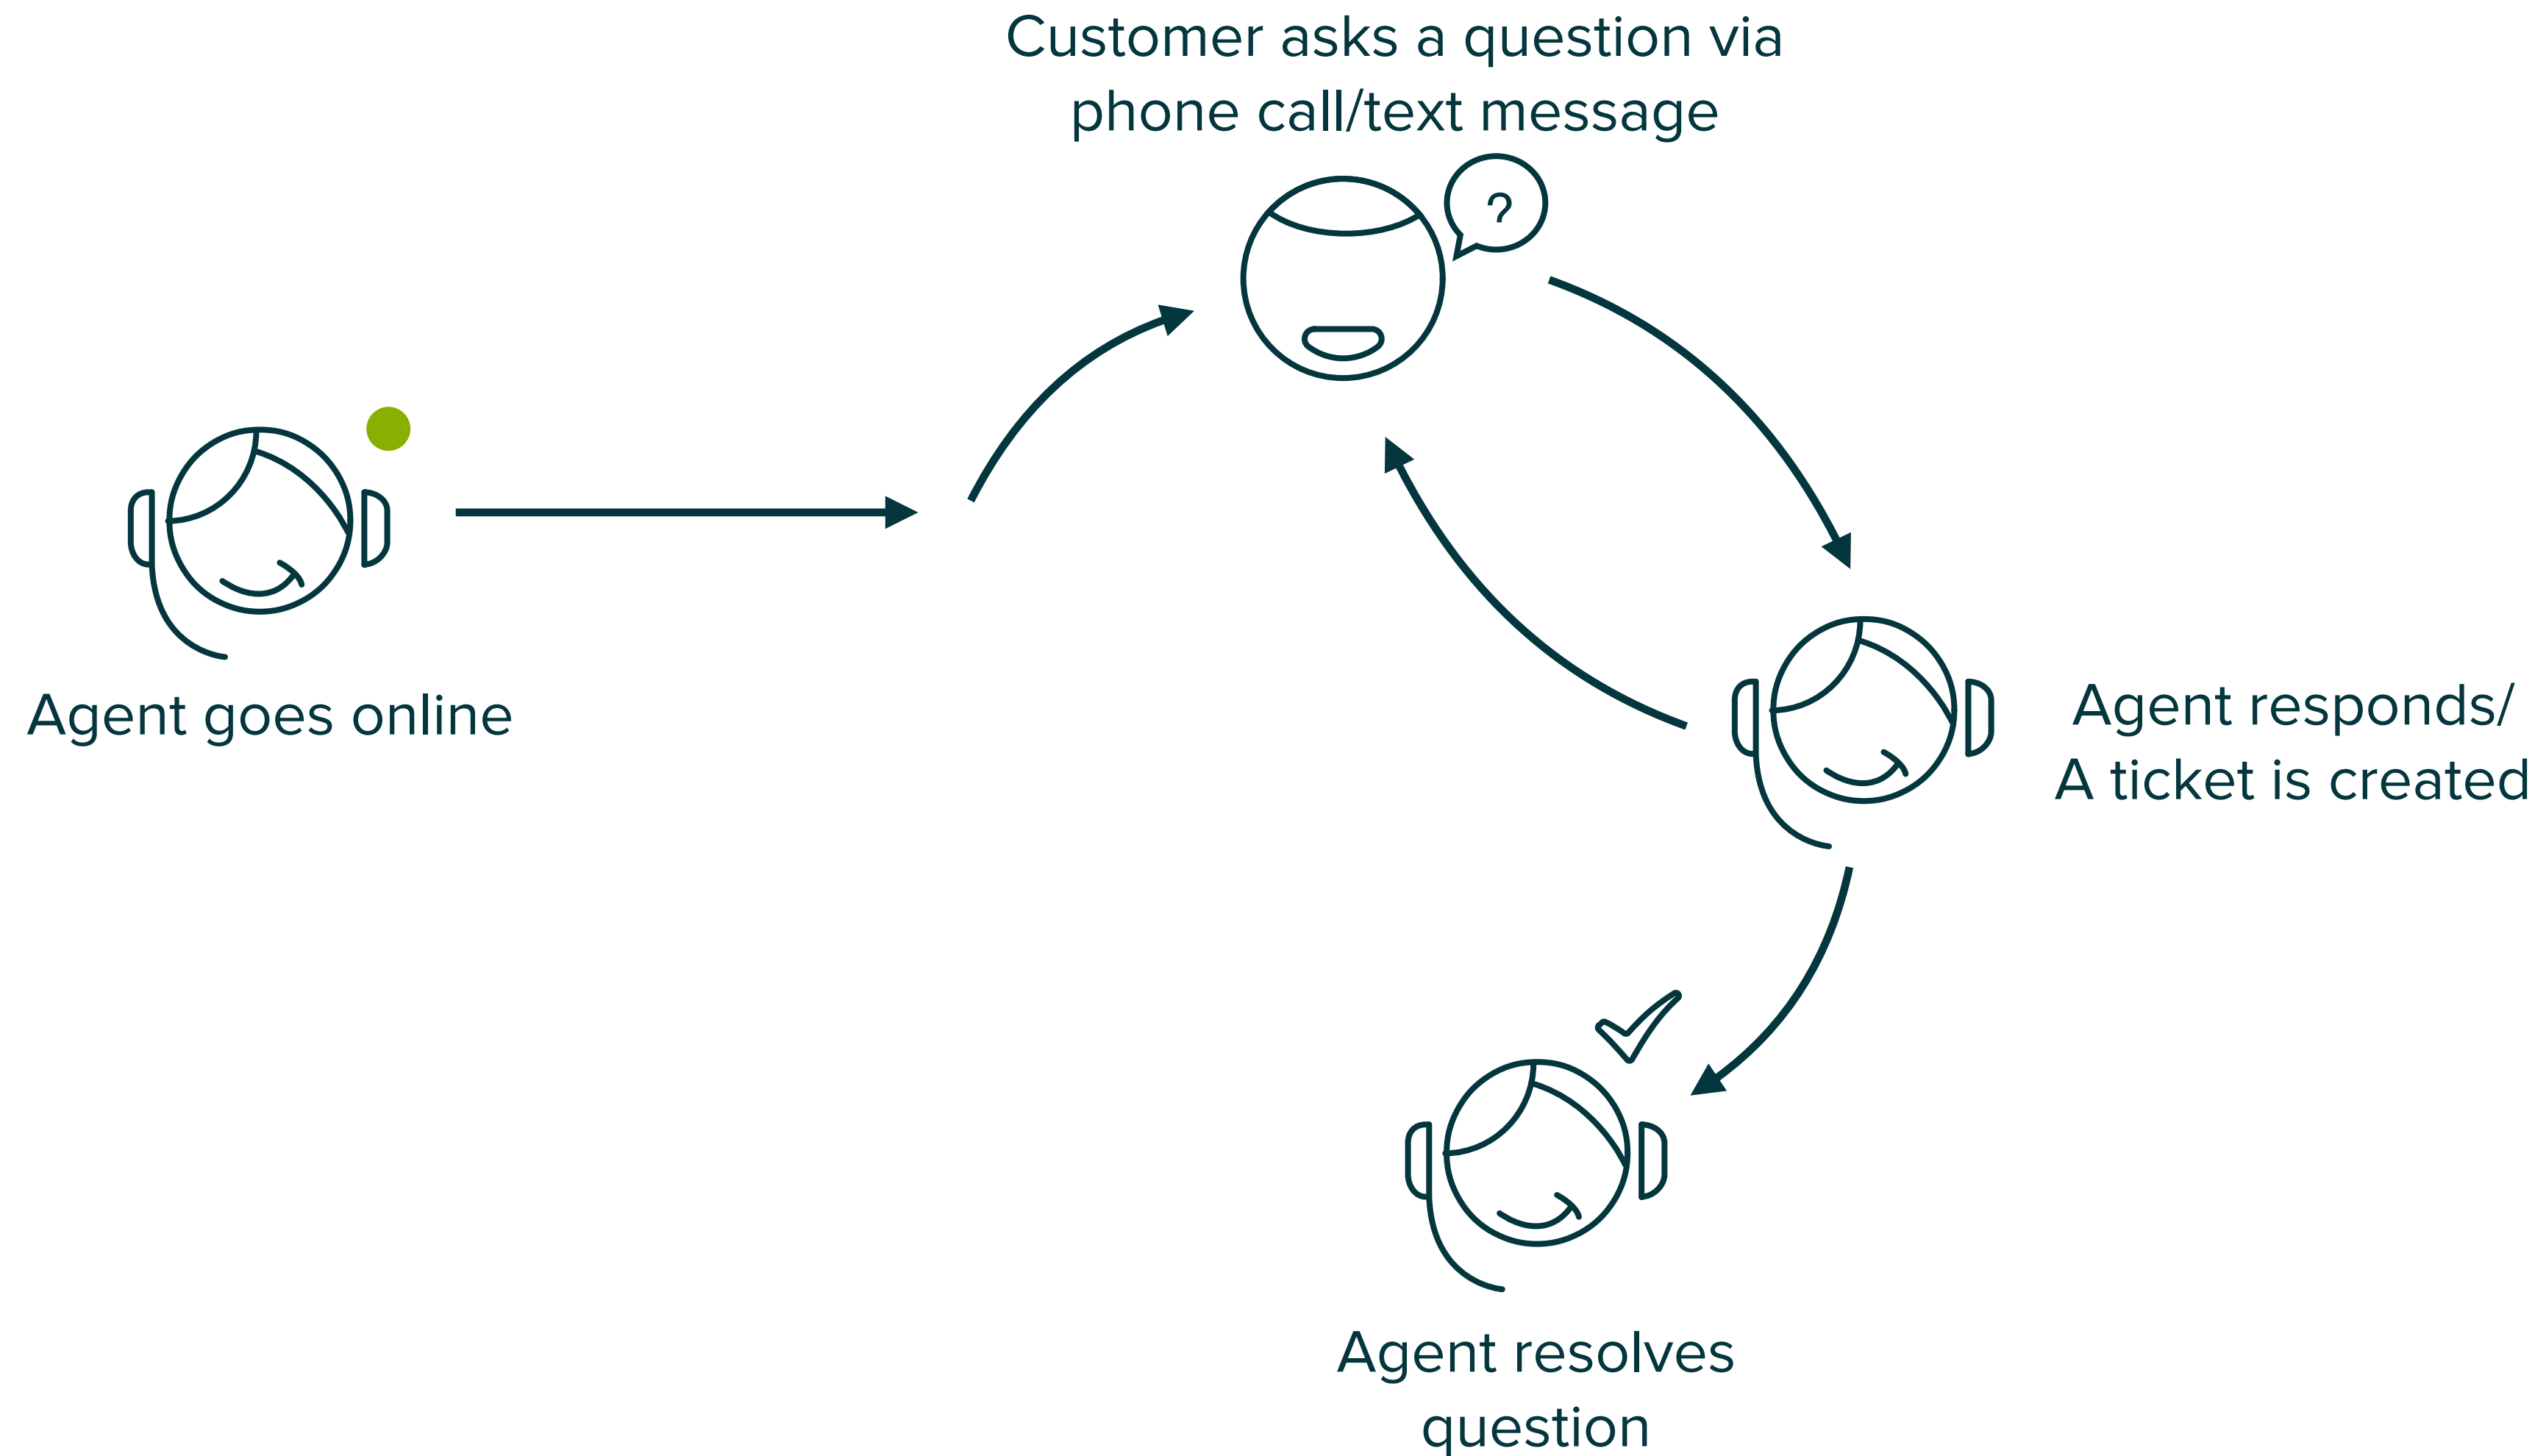 Customer asks a question via
phone call/text message
?
Agent goes online
Agent responds/
A ticket is created
Agent resolves
question